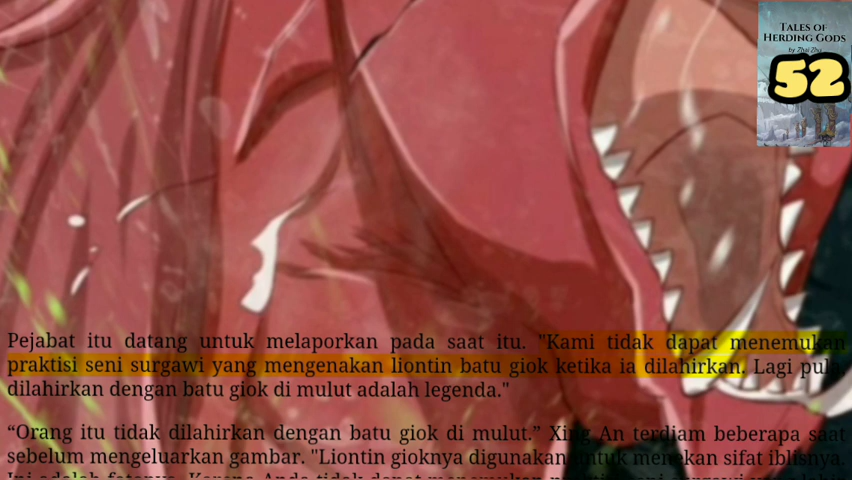 TALES OF
HERDING GODS
by Zhai Zhu
52
Pejabat itu datang untuk melaporkan pada saat itu. "Kami tidak dapat menemukan
praktisi seni surgawi yang mengenakan liontin batu giok ketika ia dilahirkan. Lagi pula,
dilahirkan dengan batu giok di mulut adalah legenda."
“Orang itu tidak dilahirkan dengan batu giok di mulut.” Xing An terdiam beberapa saat
sebelum mengeluarkan gambar. "Liontin gioknya digunakan untuk menekan sifat iblisnya.